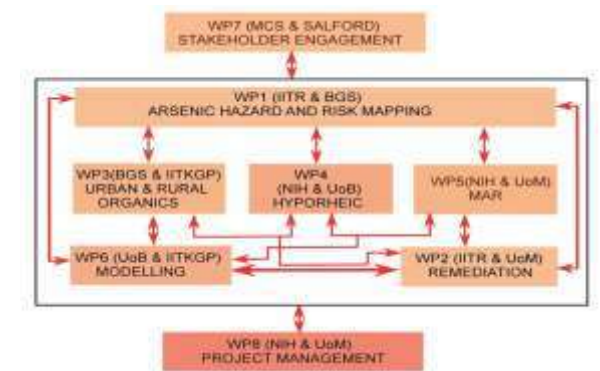 WP7 (MCS & SALFORD)
STAKEHOLDER ENGAGEMENT
WP1 (IITR & BGS)
ARSENIC HAZARD AND RISK MAPPING
WP3(BGS & IITKGP)
URBAN & RURAL
ORGANICS
WP4
(NIH & UoB)
HYPORHEIC
WP5(NIH & UoM)
MAR
WP6 (UoB & IITKGP)
MODELLING
WP2 (IITR & UoM)
REMEDIATION
WP8 (NIH & UoM)
PROJECT MANAGEMENT